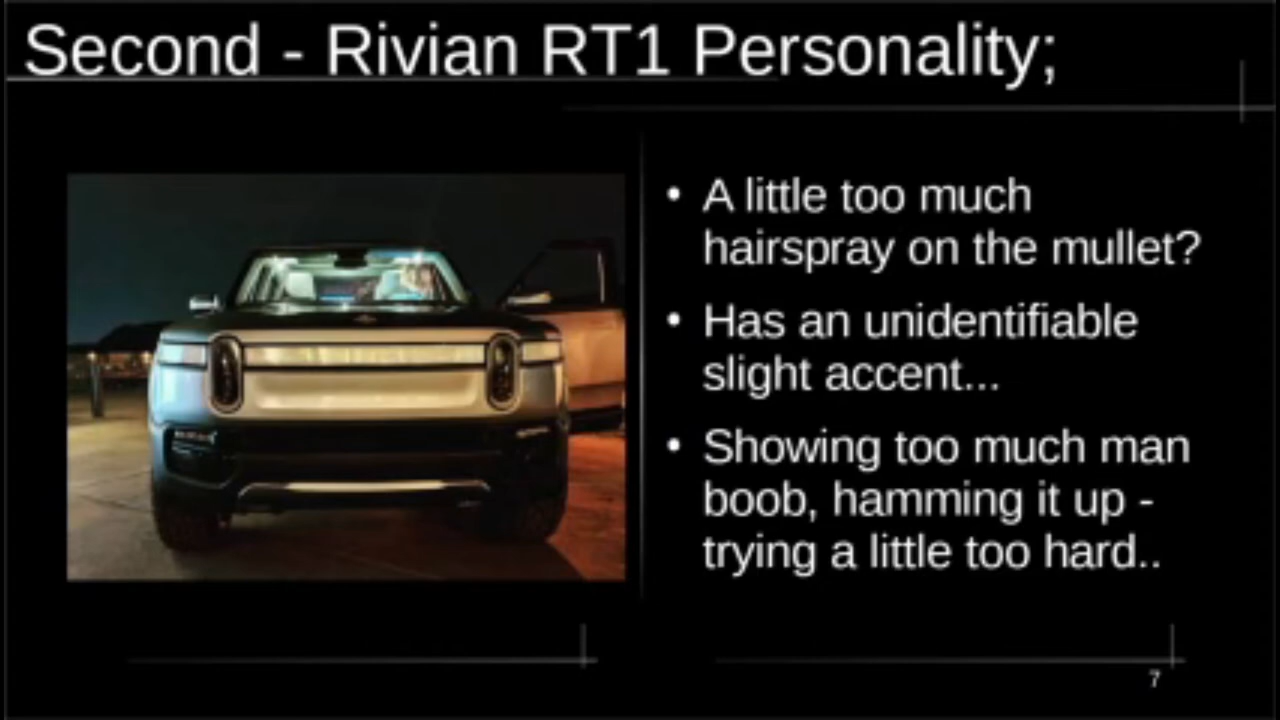 Second - Rivian RT1 Personality;
• A little too much
hairspray on the mullet?
• Has an unidentifiable
slight accent...
• Showing too much man
boob, hamming it up -
trying a little too hard..
7